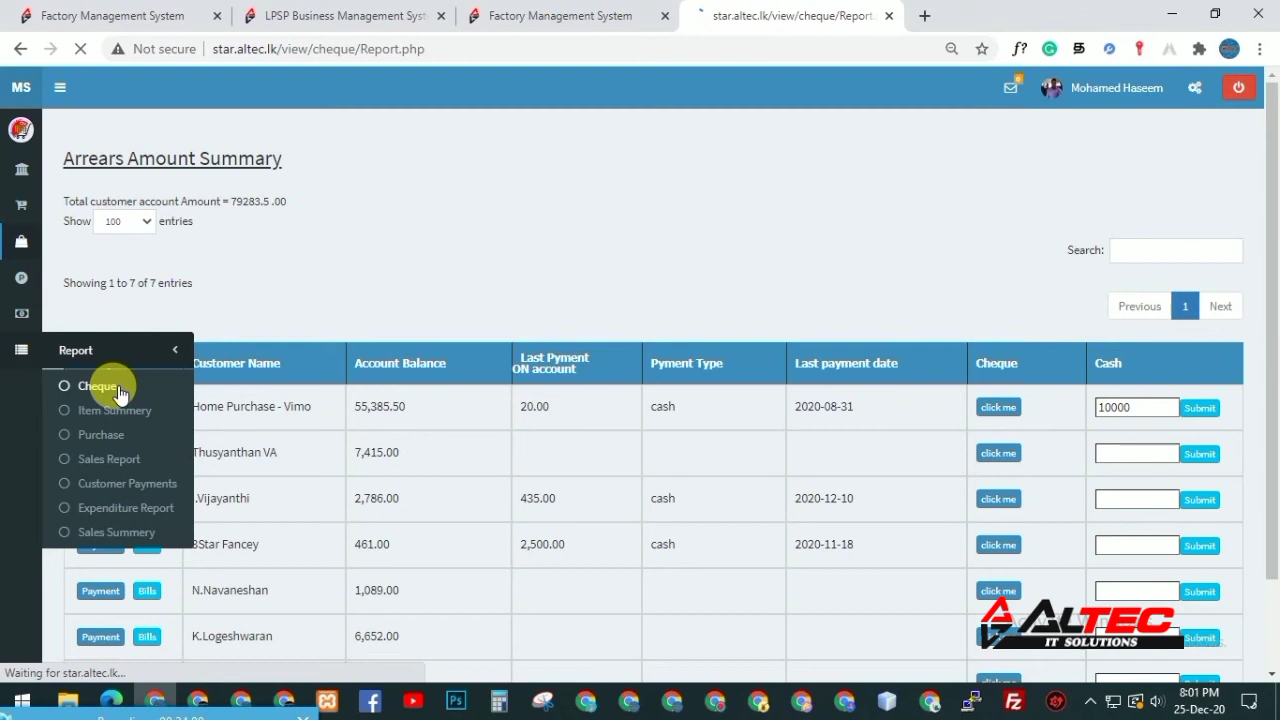 Factory Management System
LPSP Business Management Syst
Factory Management System
star.altec.lk/view/cheque/Report.
Not secure star.altec.lk/view/cheque/Report.php
MS
Mohamed Haseem
Arrears Amount Summary
Total customer account Amount = 79283.5 .00
Show 100 entries
Search:
Showing 1 to 7 of 7 entries
Previous 1 Next
Report
Cheque
Item Summery
Purchase
Sales Report
Customer Payments
Expenditure Report
Sales Summery
Customer Name Account Balance Last Pyment ON account Pyment Type Last payment date Cheque Cash
Home Purchase - Vimo 55,385.50 20.00 cash 2020-08-31 click me 10000 Submit
Thusyanthan VA 7,415.00 click me Submit
.Vijayanthi 2,786.00 435.00 cash 2020-12-10 click me Submit
Payment Bills 3Star Fancey 461.00 2,500.00 cash 2020-11-18 click me Submit
Payment Bills N.Navaneshan 1,089.00 click me Submit
Payment Bills K.Logeshwaran 6,652.00 Submit
ALTEC
IT SOLUTIONS
Waiting for star.altec.lk...
8:01 PM
25-Dec-20